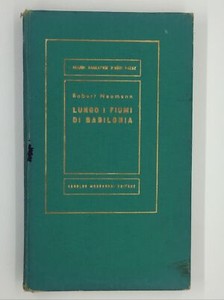 Robert Neumann
LUNGO I FIUMI
DI BABILONIA
ARNOLDO MONDADORI EDITORE